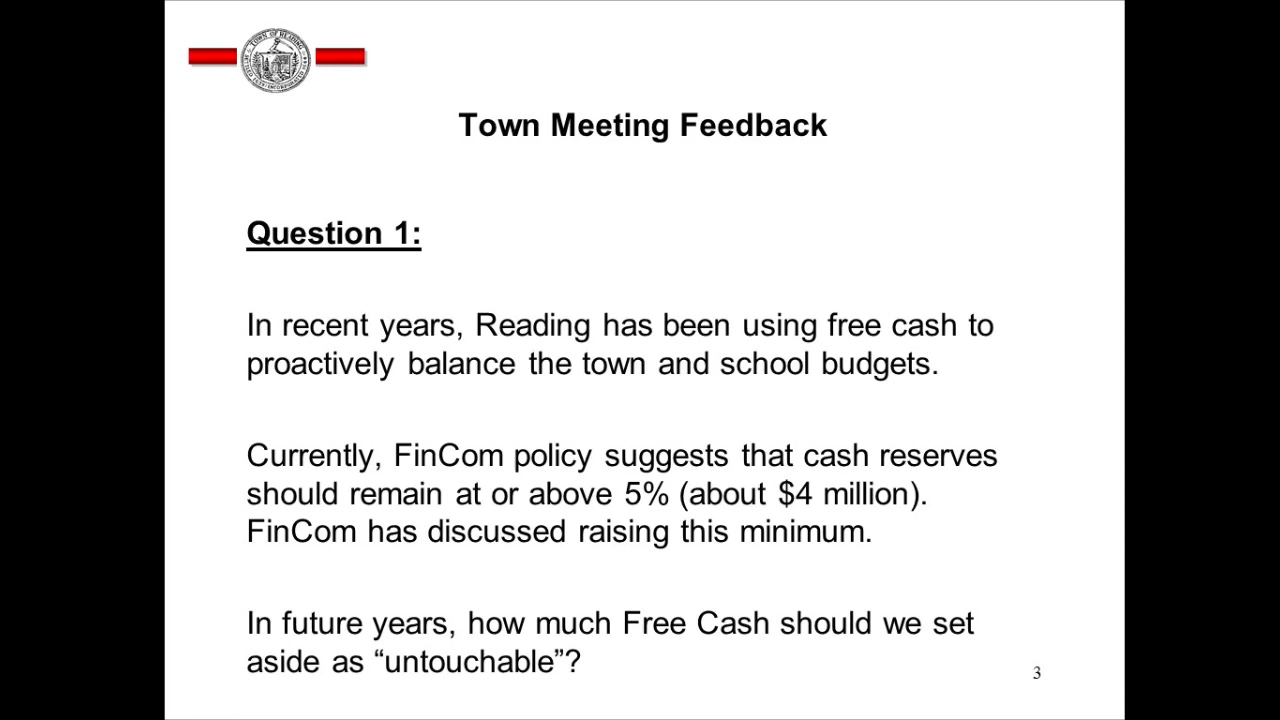 TOWN OF READING
Town Meeting Feedback
Question 1:
In recent years, Reading has been using free cash to
proactively balance the town and school budgets.
Currently, FinCom policy suggests that cash reserves
should remain at or above 5% (about $4 million).
FinCom has discussed raising this minimum.
In future years, how much Free Cash should we set
aside as “untouchable”?
3